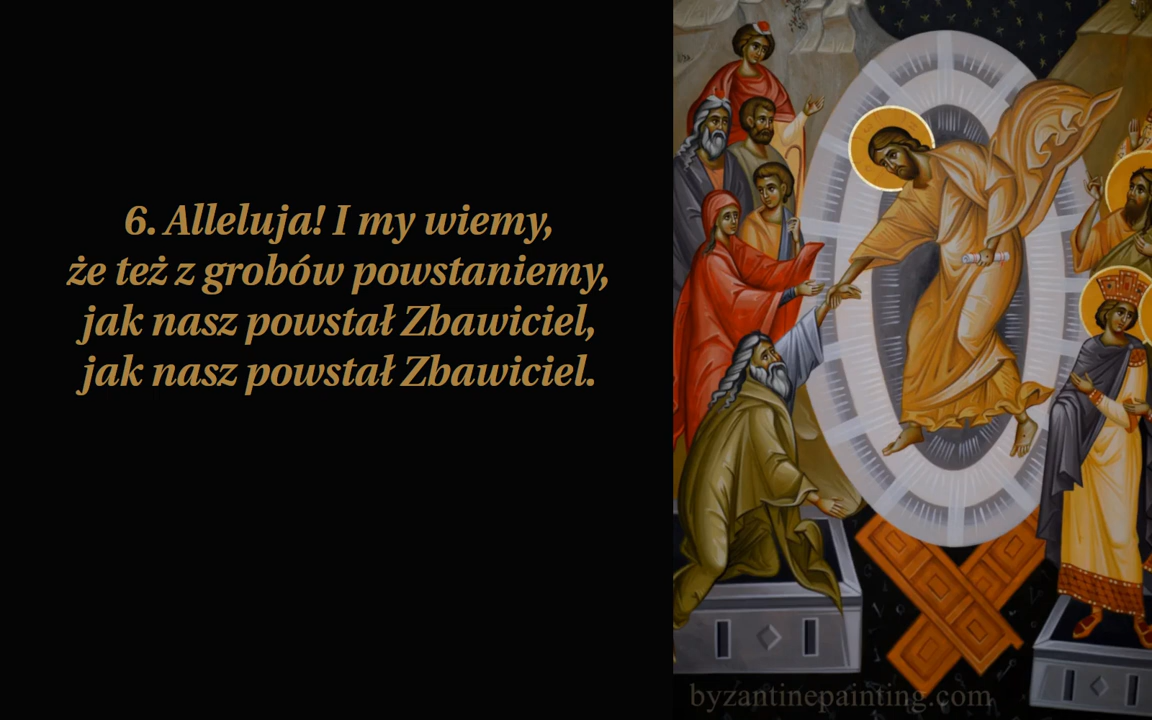 6. Alleluja! I my wiemy,
że też z grobów powstaniemy,
jak nasz powstał Zbawiciel,
jak nasz powstał Zbawiciel.
byzantinepainting.com